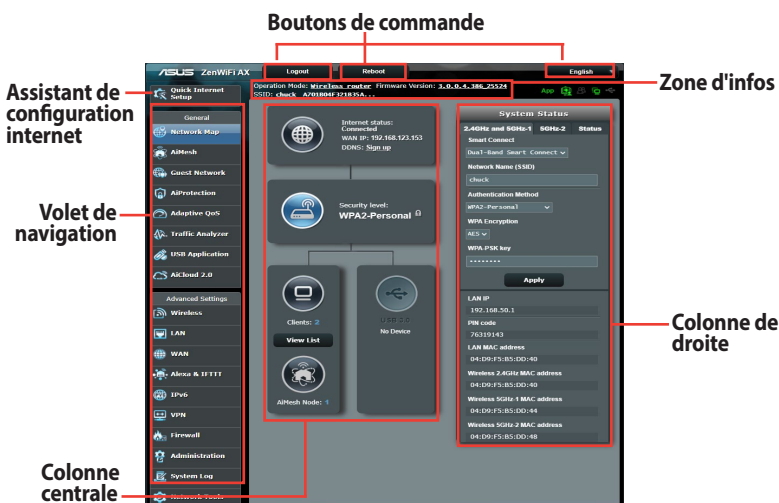 Boutons de commande
Assistant de
configuration
internet
Volet de
navigation
Colonne
centrale
Zone d'infos
Colonne de
droite
ASUS ZenWiFi AX
Logout
Reboot
English
Quick Internet
Setup
Operation Mode: Wireless router Firmware Version: 3.0.0.4.386_25524
SSID: chuck A701B04F321B35A...
App
General
Network Map
AiMesh
Guest Network
AiProtection
Adaptive QoS
Traffic Analyzer
USB Application
AiCloud 2.0
Advanced Settings
Wireless
LAN
WAN
Alexa & IFTTT
IPv6
VPN
Firewall
Administration
System Log
Network Tools
Internet status:
Connected
WAN IP: 192.168.123.153
DDNS: Sign up
Security level:
WPA2-Personal
Clients: 2
View List
AiMesh Node: 1
USB 3.0
No Device
System Status
2.4GHz and 5GHz-1 5GHz-2 Status
Smart Connect
Dual-Band Smart Connect
Network Name (SSID)
chuck
Authentication Method
WPA2-Personal
WPA Encryption
AES
WPA-PSK key
••••••••
Apply
LAN IP
192.168.50.1
PIN code
76319143
LAN MAC address
04:D9:F5:B5:DD:40
Wireless 2.4GHz MAC address
04:D9:F5:B5:DD:40
Wireless 5GHz-1 MAC address
04:D9:F5:B5:DD:44
Wireless 5GHz-2 MAC address
04:D9:F5:B5:DD:48